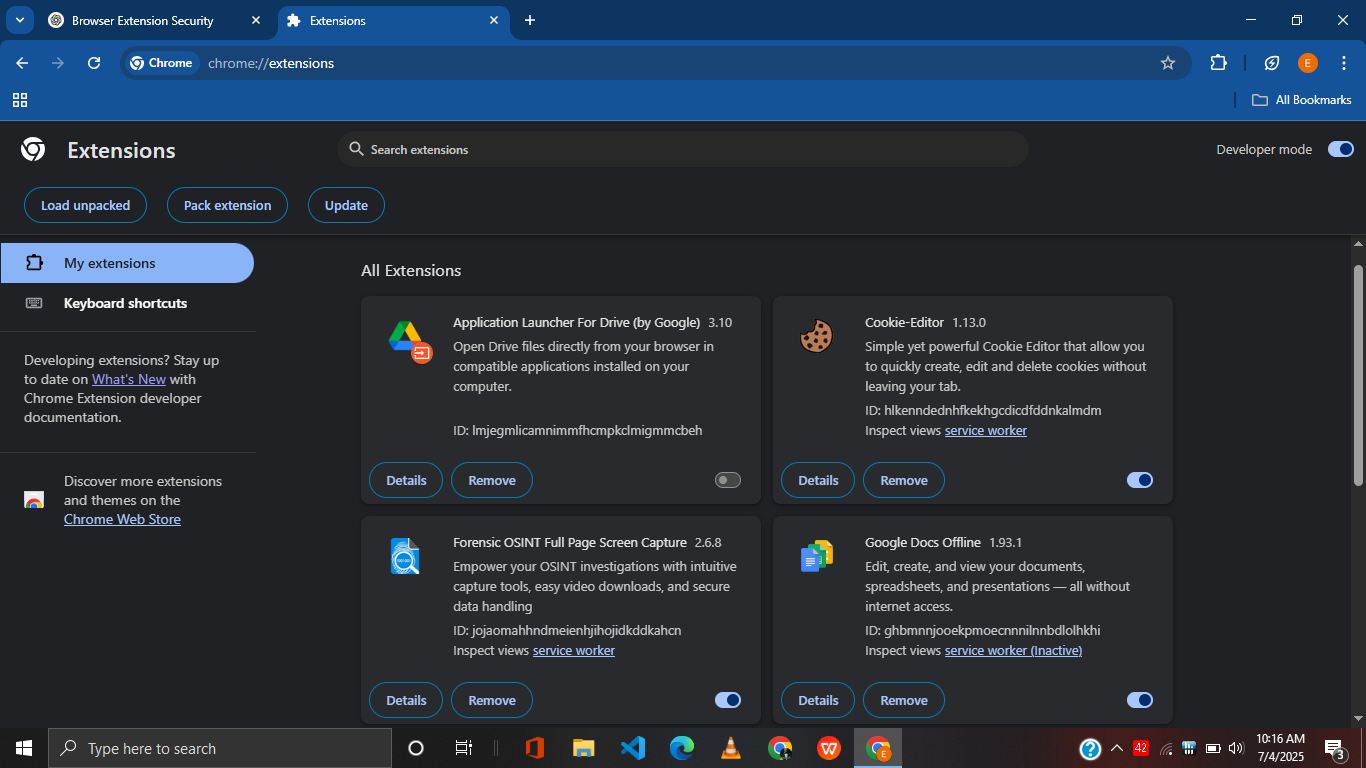 Browser Extension Security
Extensions
Chrome
chrome://extensions
E
All Bookmarks
Extensions
Search extensions
Developer mode
Load unpacked
Pack extension
Update
My extensions
Keyboard shortcuts
Developing extensions? Stay up
to date on What's New with
Chrome Extension developer
documentation.
Discover more extensions
and themes on the
Chrome Web Store
All Extensions
Application Launcher For Drive (by Google) 3.10
Open Drive files directly from your browser in
compatible applications installed on your
computer.
ID: lmjegmlicamnimmfhcmpkclmigmmcbeh
Details
Remove
Cookie-Editor 1.13.0
Simple yet powerful Cookie Editor that allow you
to quickly create, edit and delete cookies without
leaving your tab.
ID: hlkenndednhfkekhgcdicdfddnkalmdm
Inspect views service worker
Details
Remove
Forensic OSINT Full Page Screen Capture 2.6.8
Empower your OSINT investigations with intuitive
capture tools, easy video downloads, and secure
data handling
ID: jojaomahhndmeienhjihojidkddkahcn
Inspect views service worker
Details
Remove
Google Docs Offline 1.93.1
Edit, create, and view your documents,
spreadsheets, and presentations — all without
internet access.
ID: ghbmnnjooekpmoecnnnilnnbdlolhkhi
Inspect views service worker (Inactive)
Details
Remove
Type here to search
W
E
?
42
10:16 AM
7/4/2025
3